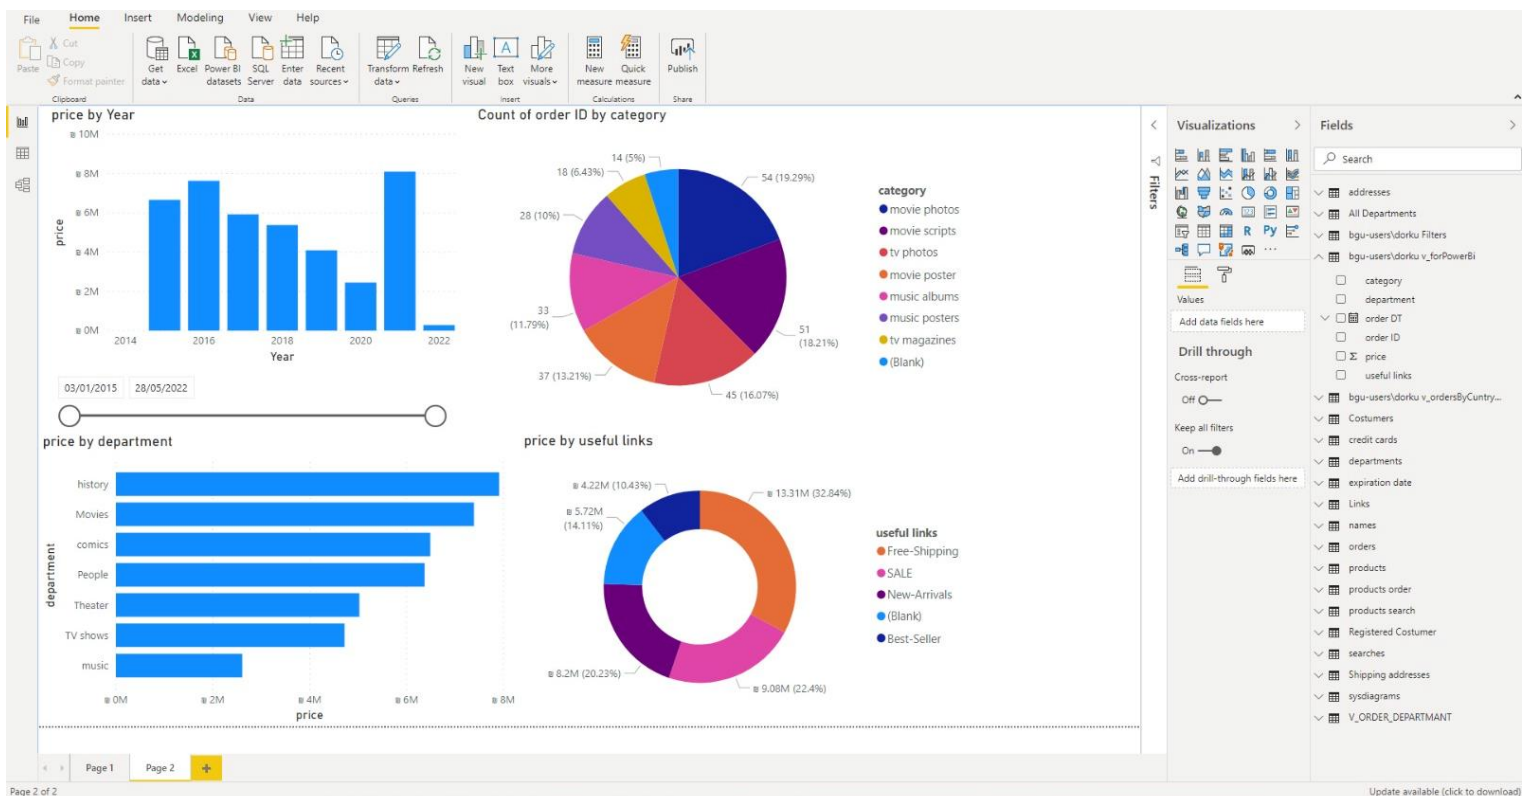 File Home Insert Modeling View Help
Paste
Cut
Copy
Format painter
Clipboard
Get data
Excel
Power BI datasets
SQL Server
Enter data
Recent sources
Data
Transform data
Refresh
Queries
New visual
Text box
More visuals
Insert
New measure
Quick measure
Calculations
Publish
Share
price by Year
₪ 10M
₪ 8M
₪ 6M
₪ 4M
₪ 2M
₪ 0M
price
2014 2016 2018 2020 2022
Year
03/01/2015 28/05/2022
Count of order ID by category
54 (19.29%)
51
(18.21%)
45 (16.07%)
37 (13.21%)
33
(11.79%)
28 (10%)
18 (6.43%)
14 (5%)
category
movie photos
movie scripts
tv photos
movie poster
music albums
music posters
tv magazines
(Blank)
price by department
department
history
Movies
comics
People
Theater
TV shows
music
₪ 0M ₪ 2M ₪ 4M ₪ 6M ₪ 8M
price
price by useful links
₪ 13.31M (32.84%)
₪ 9.08M (22.4%)
₪ 8.2M (20.23%)
₪ 5.72M
(14.11%)
₪ 4.22M (10.43%)
useful links
Free-Shipping
SALE
New-Arrivals
(Blank)
Best-Seller
Filters
Visualizations
R Py
Values
Add data fields here
Drill through
Cross-report
Off
Keep all filters
On
Add drill-through fields here
Fields
Search
addresses
All Departments
bgu-users\dorku Filters
bgu-users\dorku v_forPowerBi
category
department
order DT
order ID
Σ price
useful links
bgu-users\dorku v_ordersByCuntry...
Costumers
credit cards
departments
expiration date
Links
names
orders
products
products order
products search
Registered Costumer
searches
Shipping addresses
sysdiagrams
V_ORDER_DEPARTMANT
Page 1 Page 2 +
Page 2 of 2
Update available (click to download)